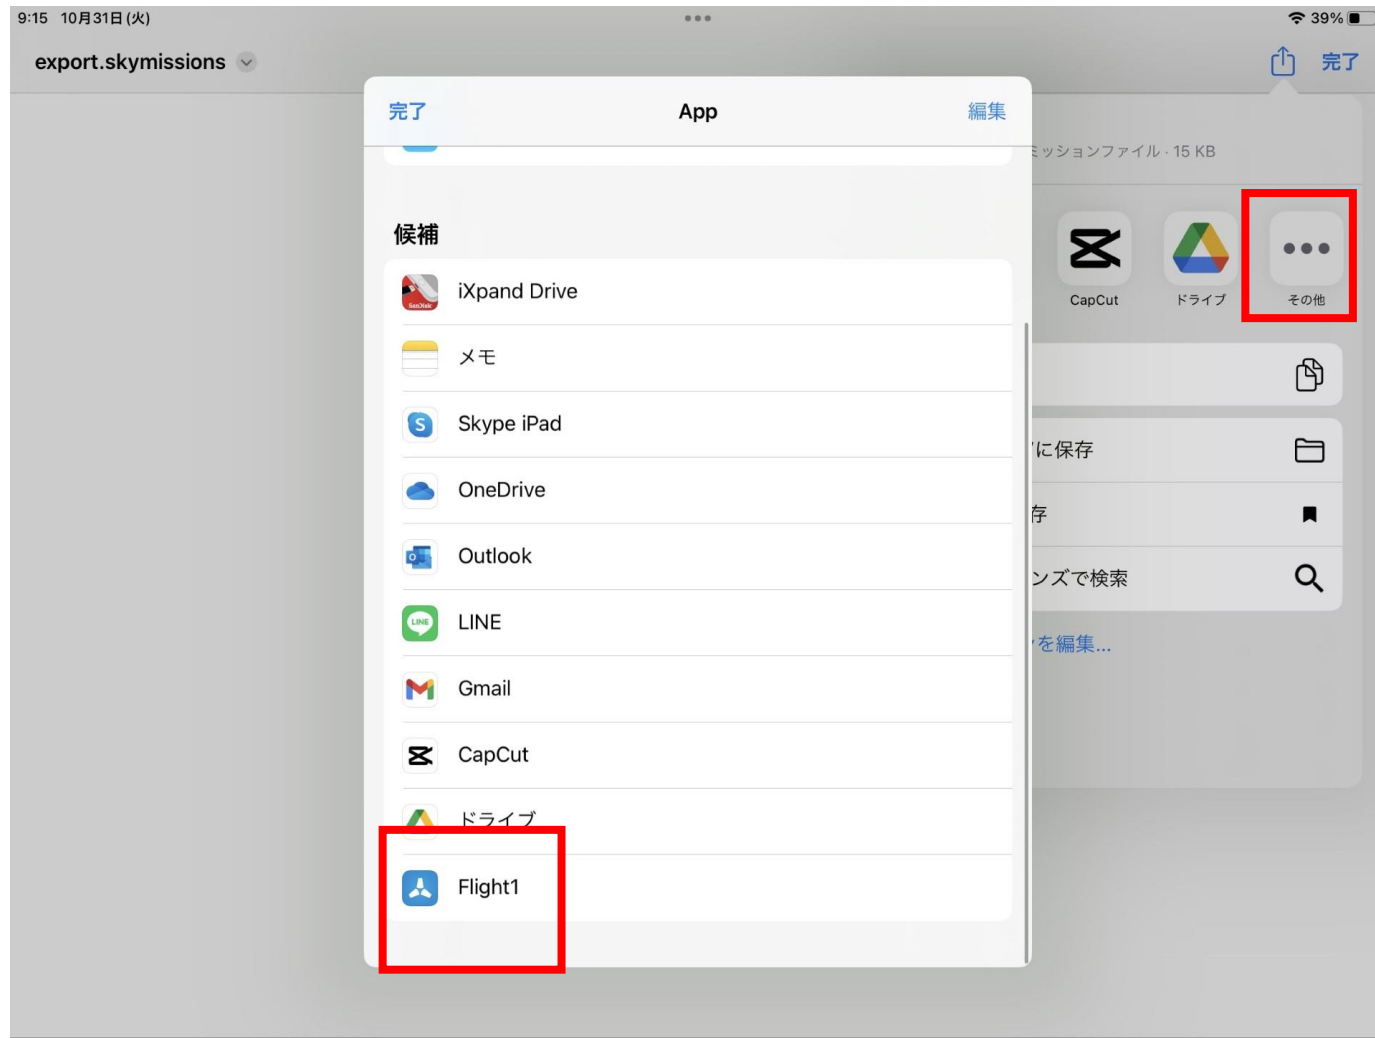 9:15 10月31日(火)
39%
export.skymissions
完了
完了
App
編集
ミッションファイル · 15 KB
候補
iXpand Drive
メモ
Skype iPad
OneDrive
Outlook
LINE
Gmail
CapCut
ドライブ
Flight1
CapCut
ドライブ
その他
に保存
存
ンズで検索
を編集...